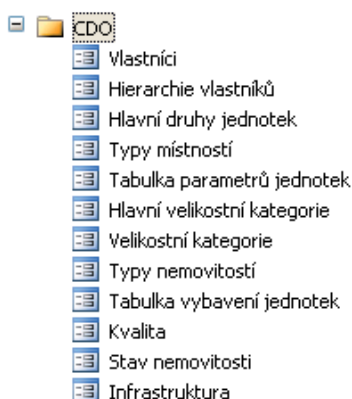 CDO
Vlastníci
Hierarchie vlastníků
Hlavní druhy jednotek
Typy místností
Tabulka parametrů jednotek
Hlavní velikostní kategorie
Velikostní kategorie
Typy nemovitostí
Tabulka vybavení jednotek
Kvalita
Stav nemovitosti
Infrastruktura